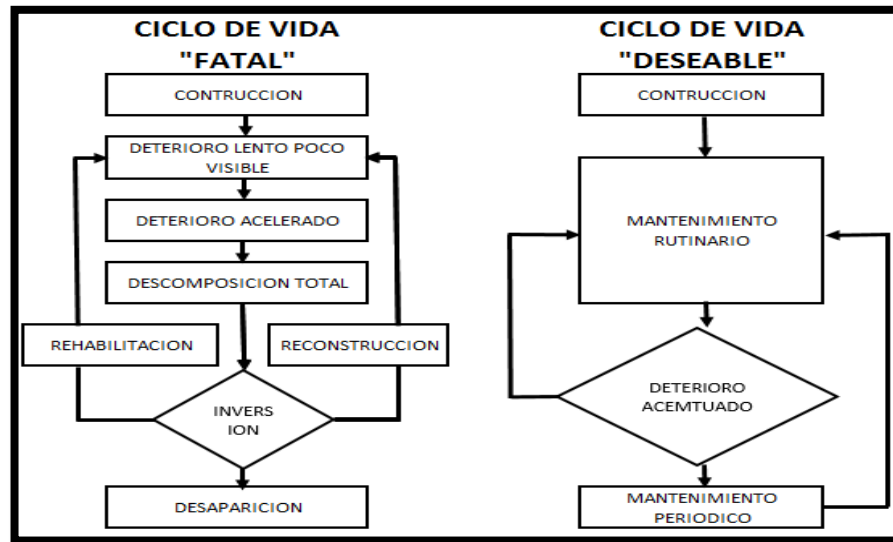 CICLO DE VIDA
"FATAL"
CONTRUCCION
DETERIORO LENTO POCO
VISIBLE
DETERIORO ACELERADO
DESCOMPOSICION TOTAL
REHABILITACION
RECONSTRUCCION
INVERS
ION
DESAPARICION
CICLO DE VIDA
"DESEABLE"
CONTRUCCION
MANTENIMIENTO
RUTINARIO
DETERIORO
ACEMTUADO
MANTENIMIENTO
PERIODICO